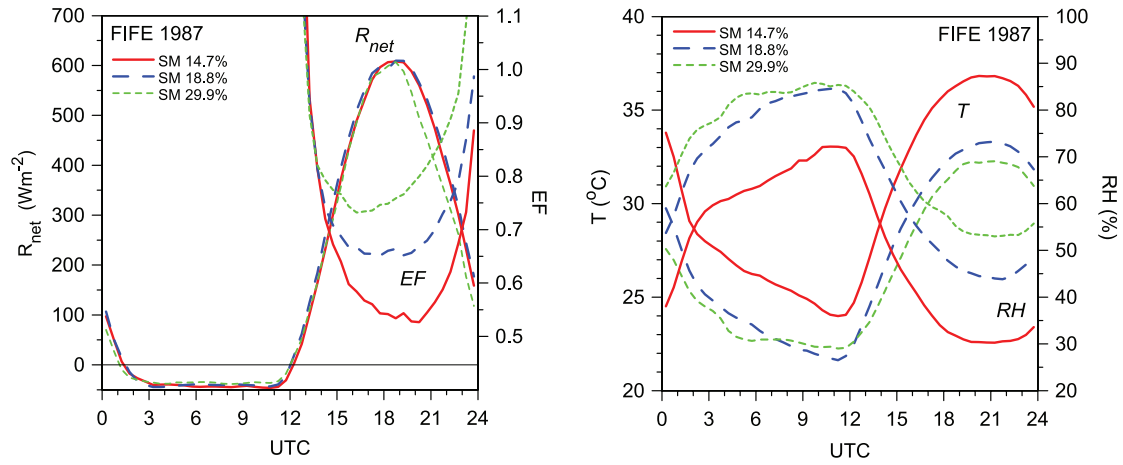 FIFE 1987
SM 14.7%
SM 18.8%
SM 29.9%
R_net
EF
700
600
500
400
300
200
100
0
R_net (Wm^-2)
1.1
1.0
0.9
0.8
0.7
0.6
0.5
EF
0 3 6 9 12 15 18 21 24
UTC
FIFE 1987
SM 14.7%
SM 18.8%
SM 29.9%
T
RH
40
35
30
25
20
T (°C)
100
90
80
70
60
50
40
30
20
RH (%)
0 3 6 9 12 15 18 21 24
UTC